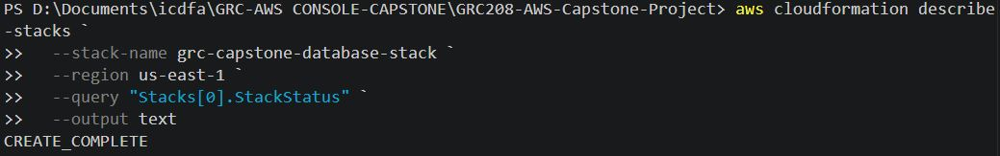 PS D:\Documents\icdfa\GRC-AWS CONSOLE-CAPSTONE\GRC208-AWS-Capstone-Project> aws cloudformation describe
-stacks `
>>   --stack-name grc-capstone-database-stack `
>>   --region us-east-1 `
>>   --query "Stacks[0].StackStatus" `
>>   --output text
CREATE_COMPLETE